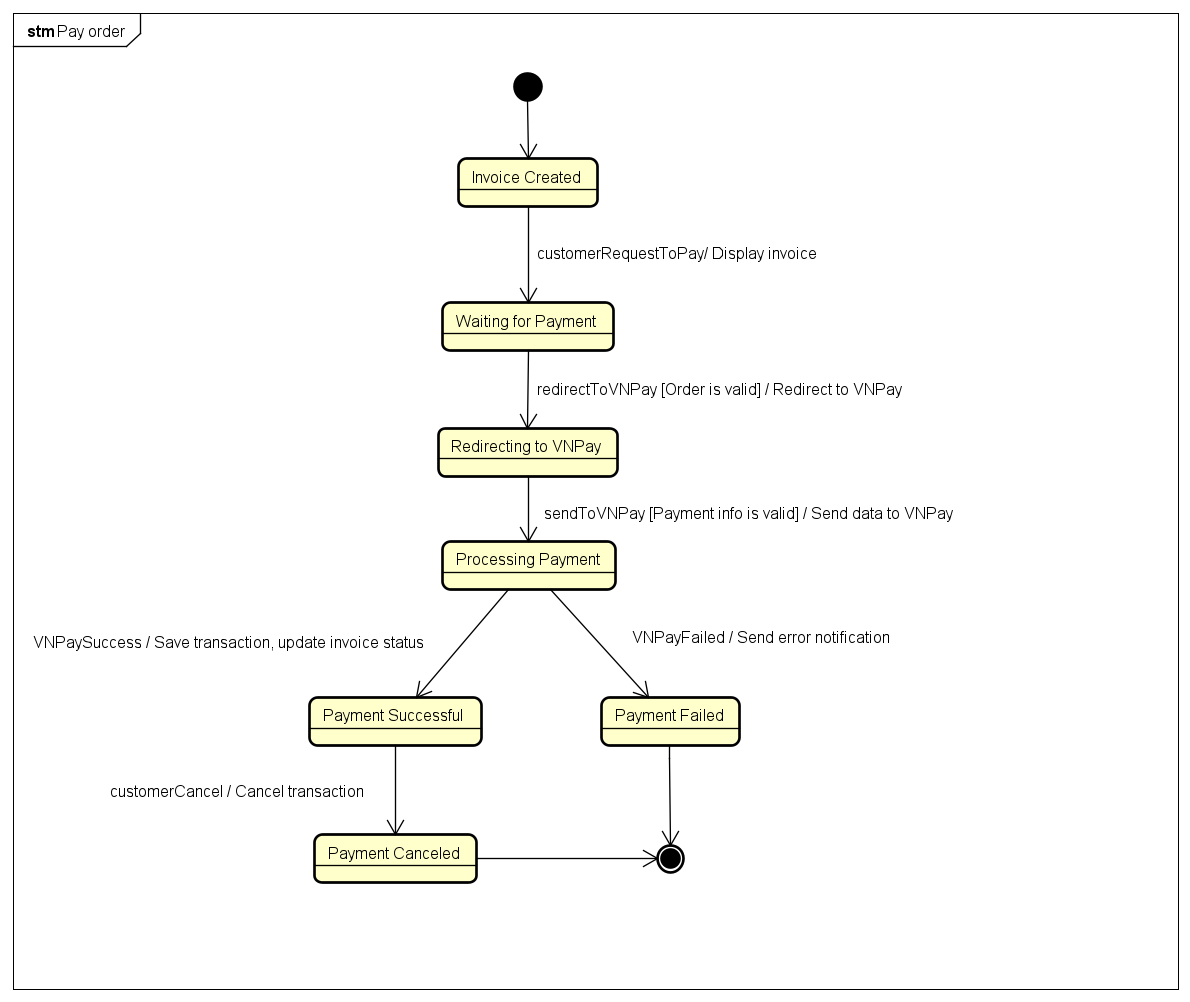 stm Pay order
Invoice Created
customerRequestToPay/ Display invoice
Waiting for Payment
redirectToVNPay [Order is valid] / Redirect to VNPay
Redirecting to VNPay
sendToVNPay [Payment info is valid] / Send data to VNPay
Processing Payment
VNPaySuccess / Save transaction, update invoice status
VNPayFailed / Send error notification
Payment Successful
Payment Failed
customerCancel / Cancel transaction
Payment Canceled